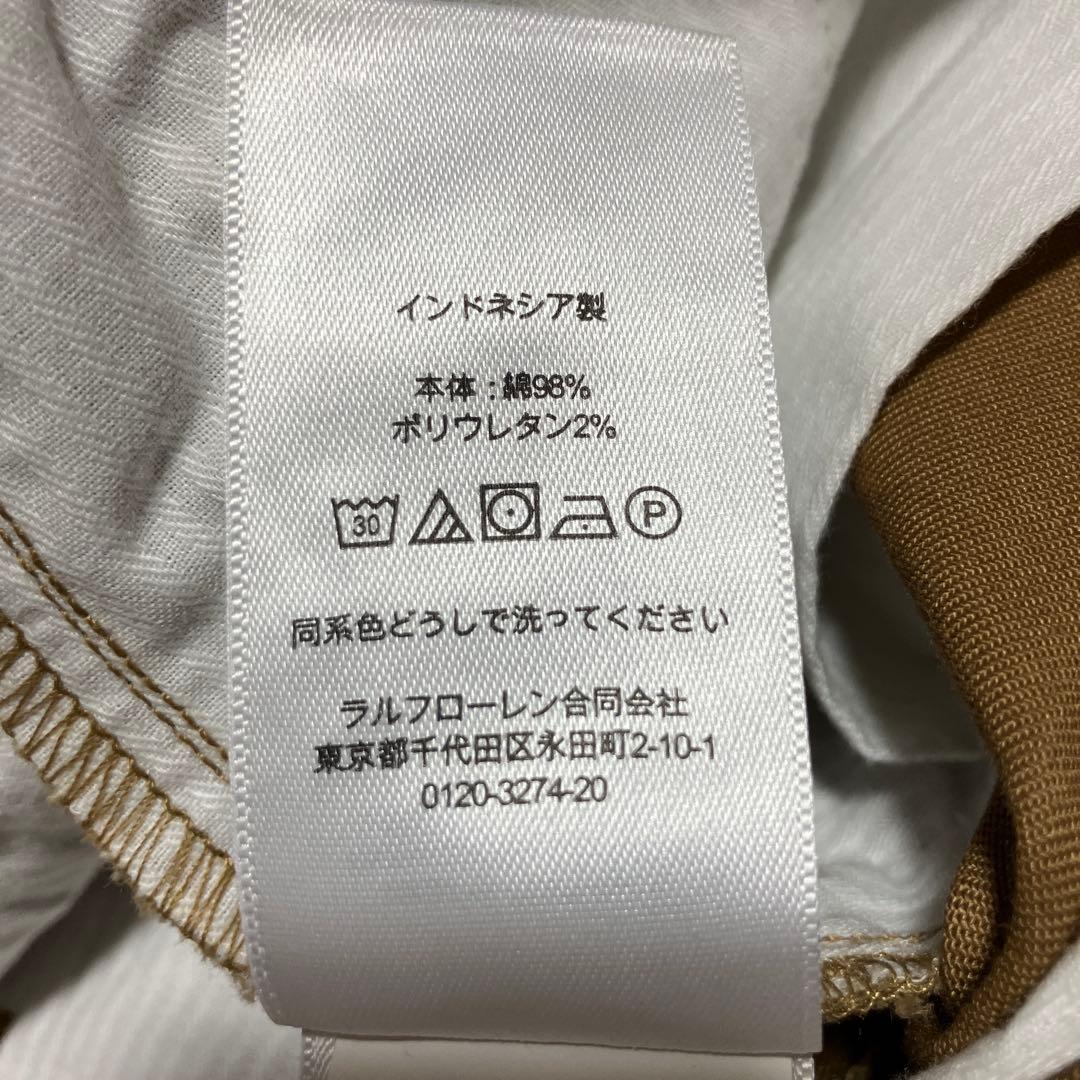 インドネシア製
本体 : 綿98%
ポリウレタン2%
30 P
同系色どうしで洗ってください
ラルフローレン合同会社
東京都千代田区永田町2-10-1
0120-3274-20